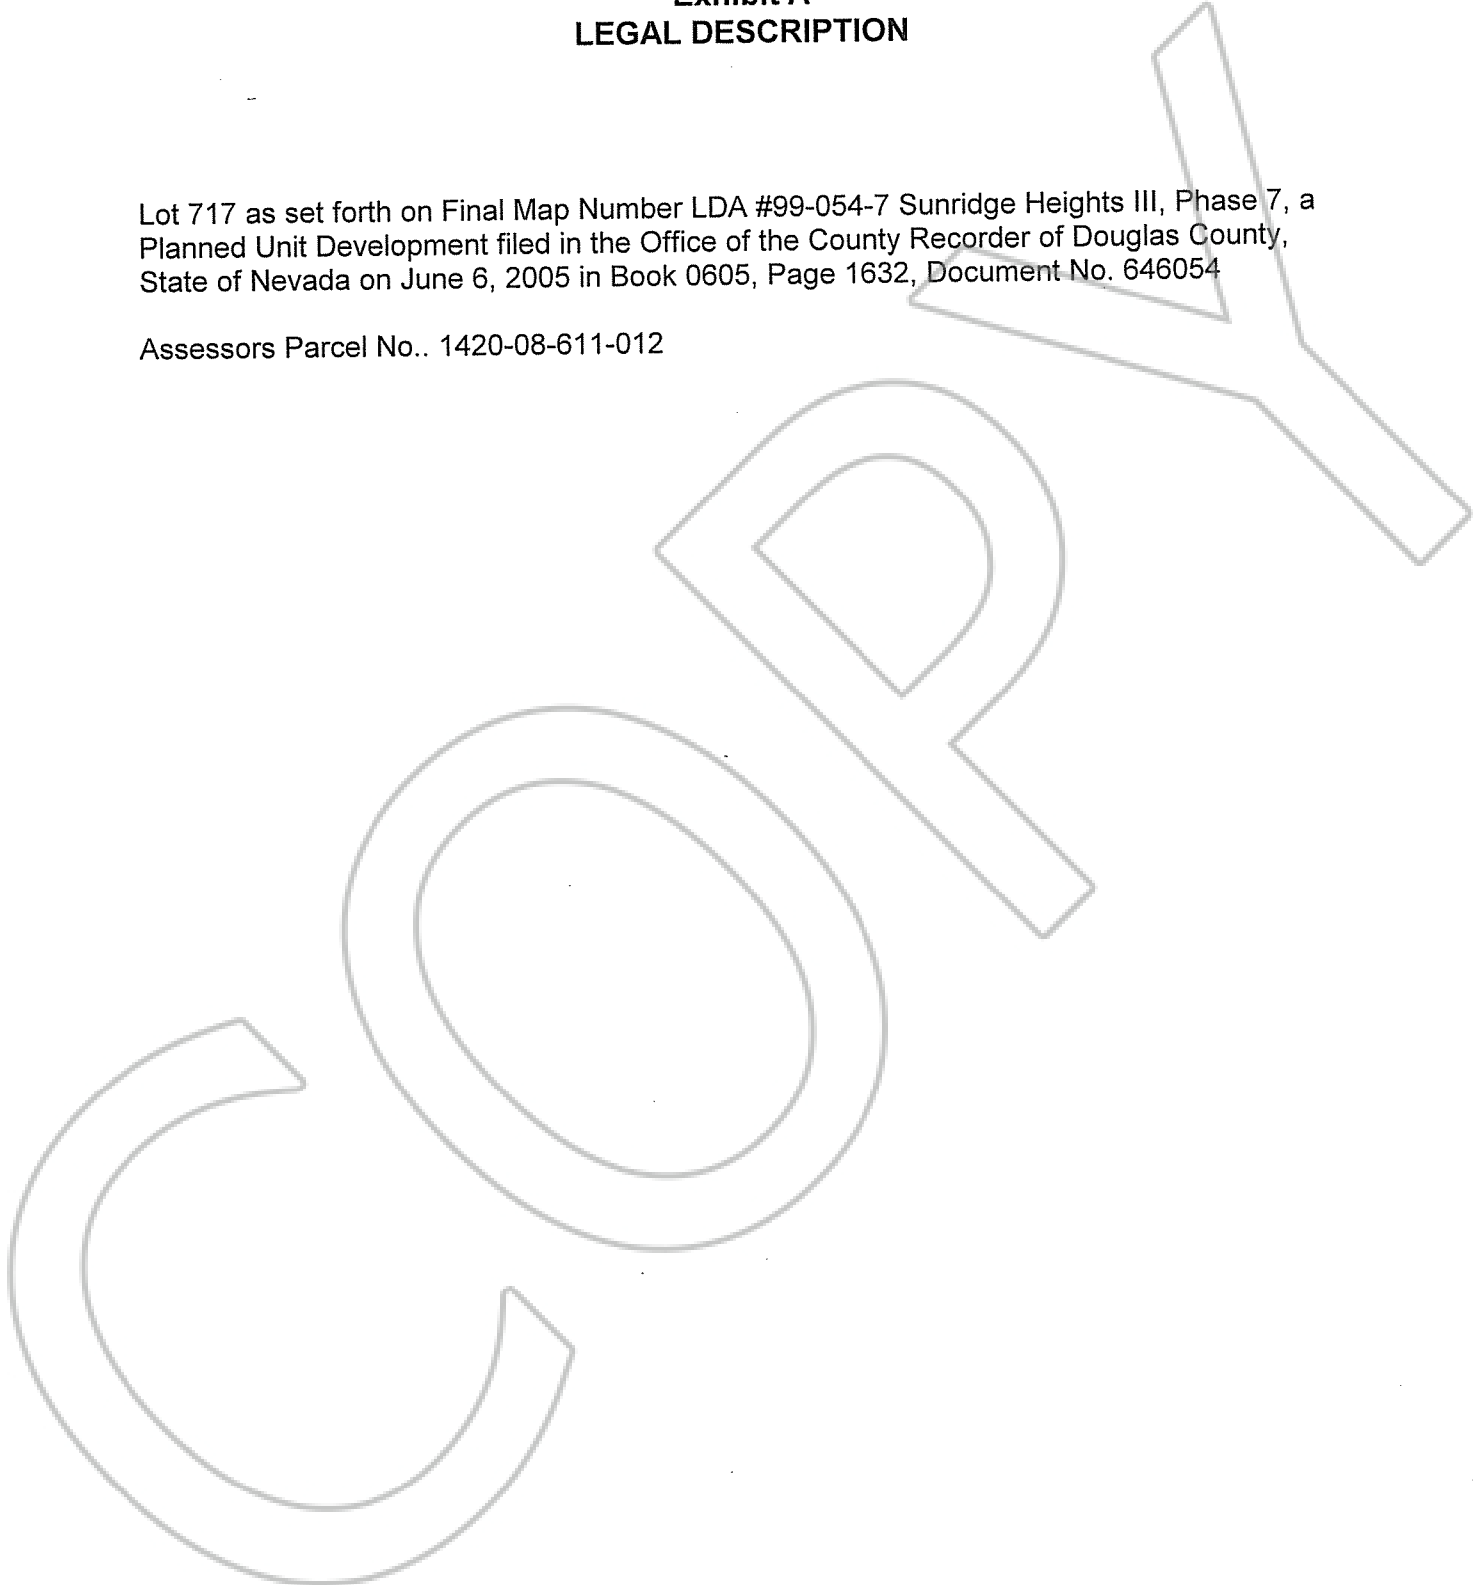 Exhibit A
LEGAL DESCRIPTION
Lot 717 as set forth on Final Map Number LDA #99-054-7 Sunridge Heights III, Phase 7, a
Planned Unit Development filed in the Office of the County Recorder of Douglas County,
State of Nevada on June 6, 2005 in Book 0605, Page 1632, Document No. 646054
Assessors Parcel No.. 1420-08-611-012
COPY